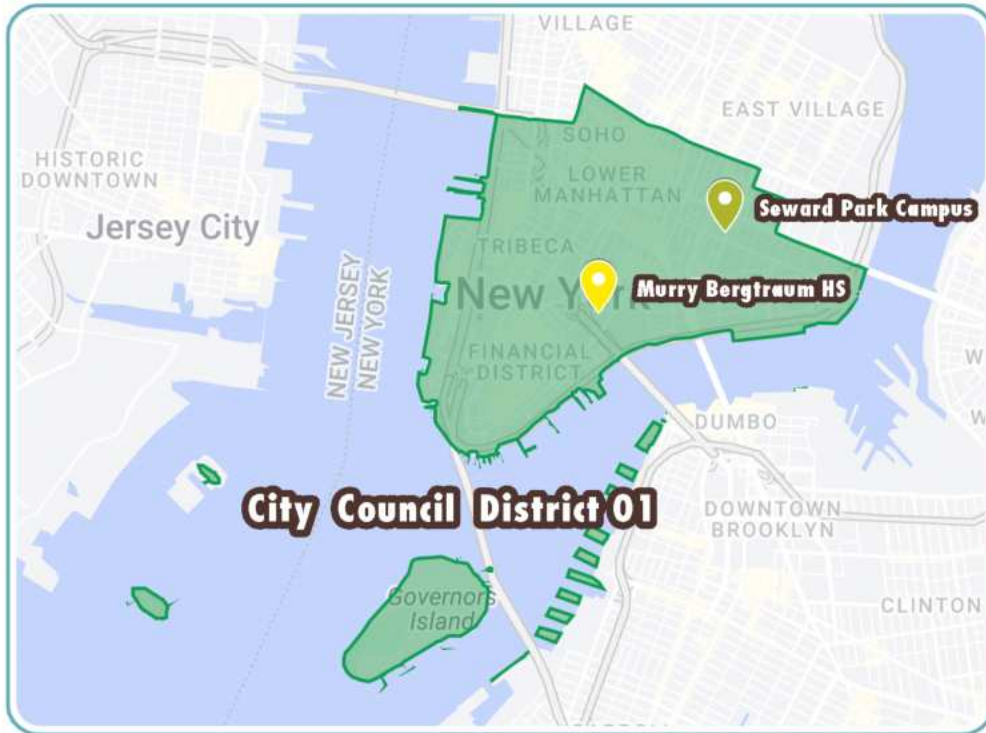 VILLAGE
EAST VILLAGE
SOHO
HISTORIC
DOWNTOWN
LOWER
MANHATTAN
Seward Park Campus
Jersey City
TRIBECA
NEW JERSEY
NEW YORK
New York
Murry Bergtraum HS
FINANCIAL
DISTRICT
DUMBO
City Council District 01
DOWNTOWN
BROOKLYN
Governors
Island
CLINTON